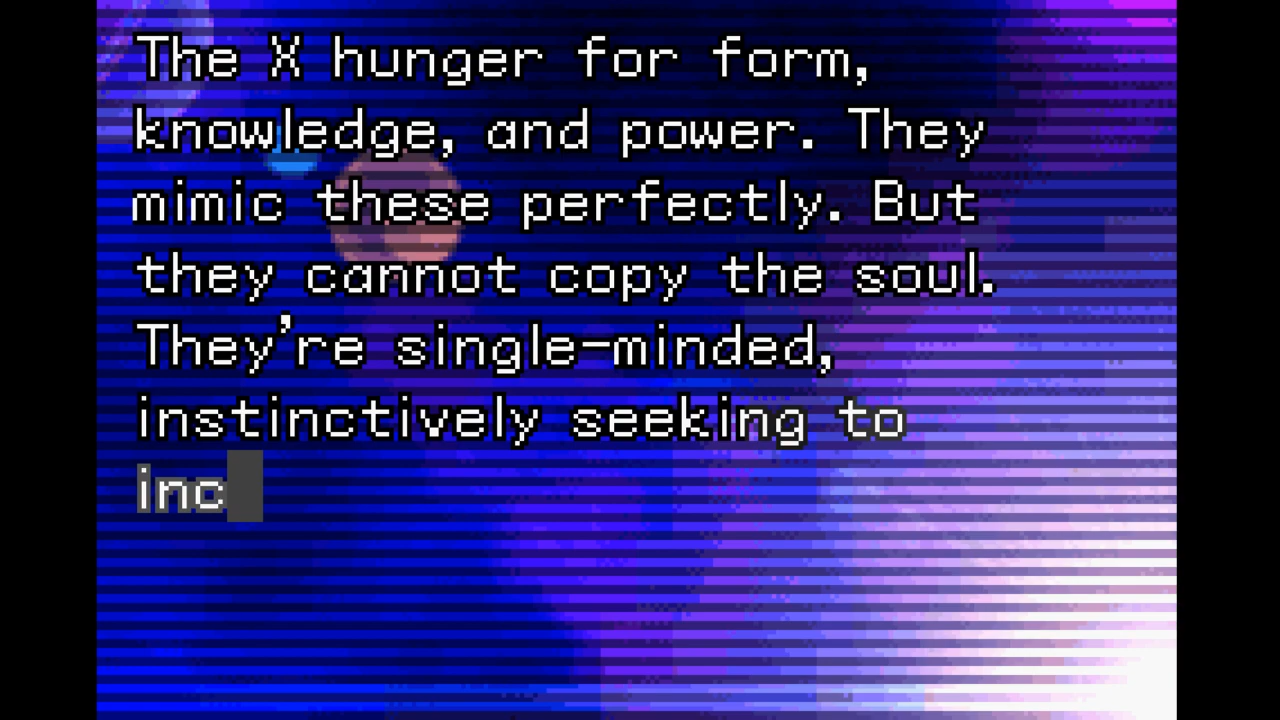 The X hunger for form,
knowledge, and power. They
mimic these perfectly. But
they cannot copy the soul.
They're single-minded,
instinctively seeking to
inc